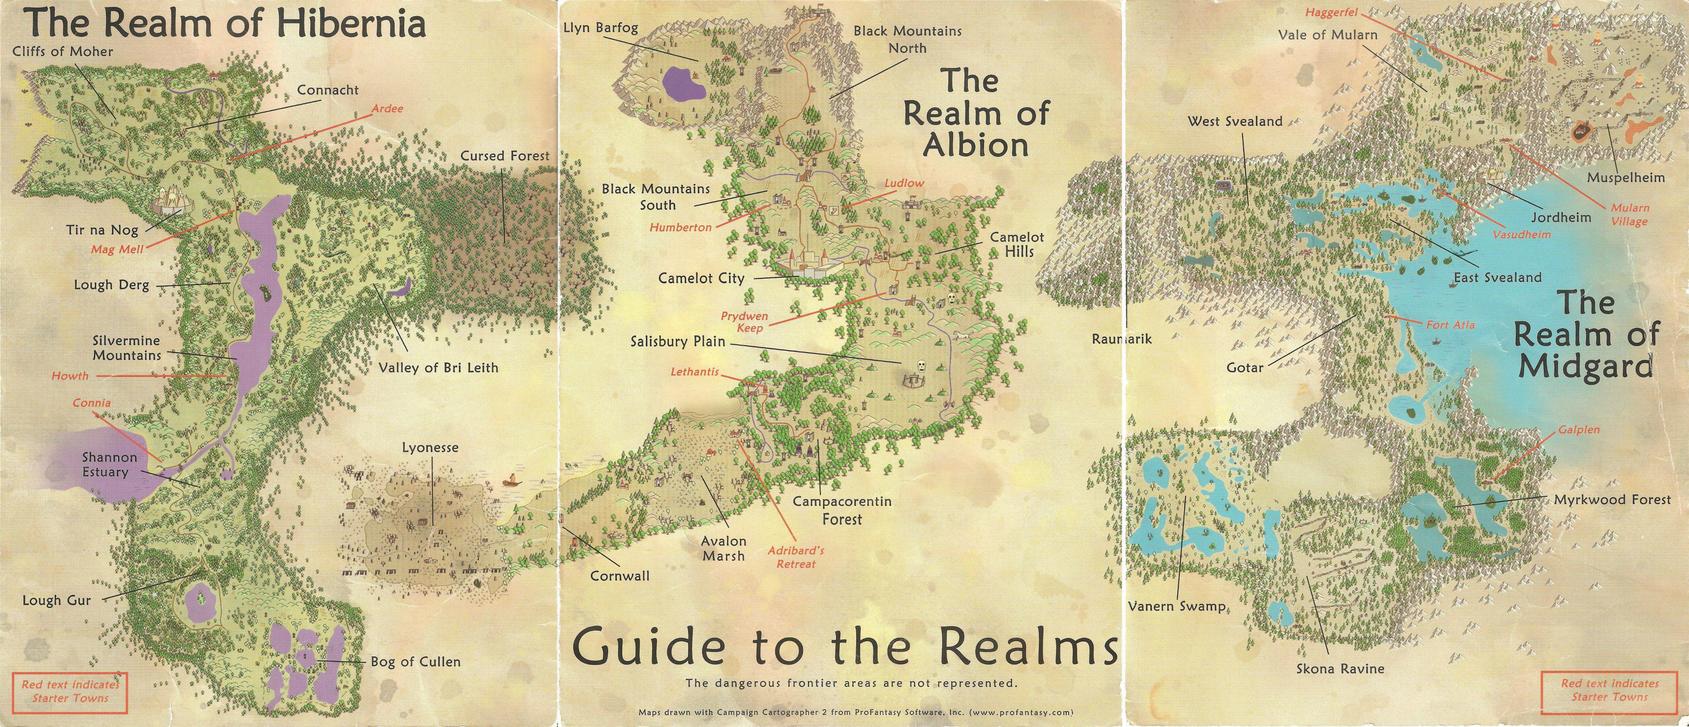 The Realm of Hibernia
Cliffs of Moher
Connacht
Ardee
Cursed Forest
Tir na Nog
Mag Mell
Lough Derg
Silvermine
Mountains
Howth
Valley of Bri Leith
Connia
Shannon
Estuary
Lyonesse
Lough Gur
Bog of Cullen
Red text indicates
Starter Towns
Llyn Barfog
Black Mountains
North
The
Realm of
Albion
Black Mountains
South
Ludlow
Humberton
Camelot
Hills
Camelot City
Prydwen
Keep
Salisbury Plain
Lethantis
Campacorentin
Forest
Avalon
Marsh
Adribard's
Retreat
Cornwall
Guide to the Realms
The dangerous frontier areas are not represented.
Maps drawn with Campaign Cartographer 2 from ProFantasy Software, Inc. (www.profantasy.com)
Haggerfel
Vale of Mularn
West Svealand
Muspelheim
Jordheim
Mularn
Village
Vasudheim
East Svealand
The
Realm of
Midgard
Fort Atla
Raumarik
Gotar
Galplen
Myrkwood Forest
Vanern Swamp
Skona Ravine
Red text indicates
Starter Towns